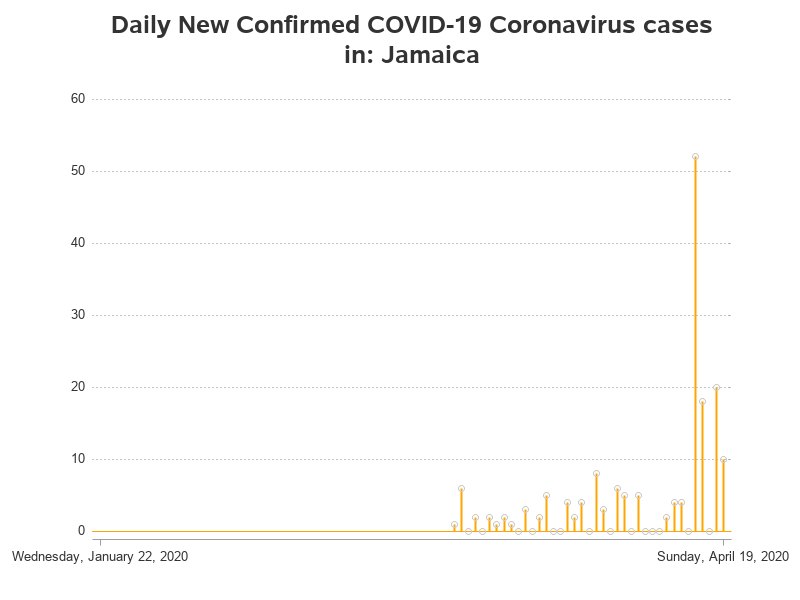 Daily New Confirmed COVID-19 Coronavirus cases
in: Jamaica
60
50
40
30
20
10
0
Wednesday, January 22, 2020
Sunday, April 19, 2020